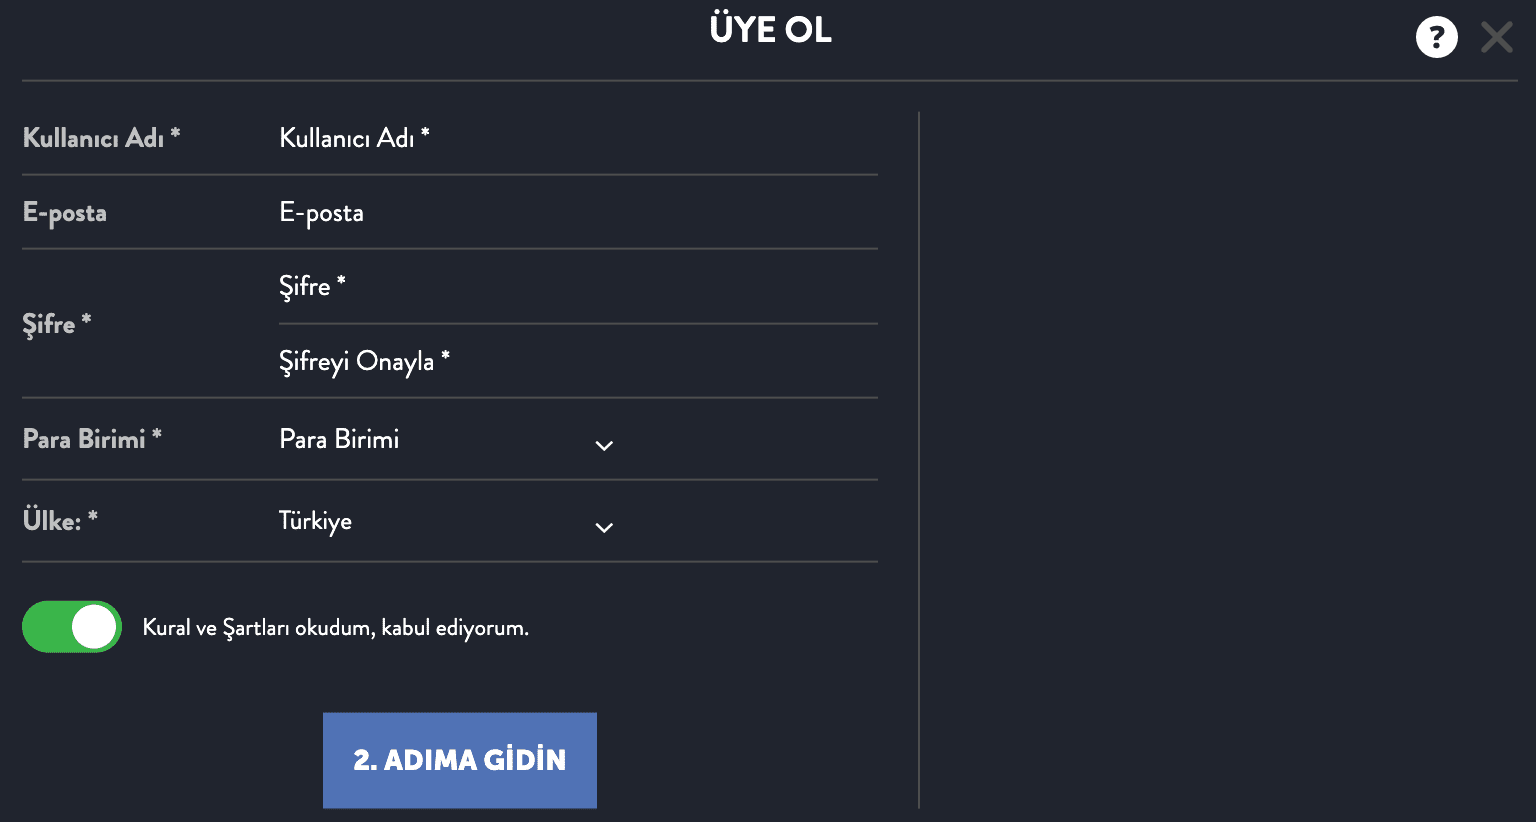 ÜYE OL
?
Kullanıcı Adı * Kullanıcı Adı *
E-posta E-posta
Şifre *
Şifre *
Şifreyi Onayla *
Para Birimi * Para Birimi
Ülke: * Türkiye
Kural ve Şartları okudum, kabul ediyorum.
2. ADIMA GİDİN